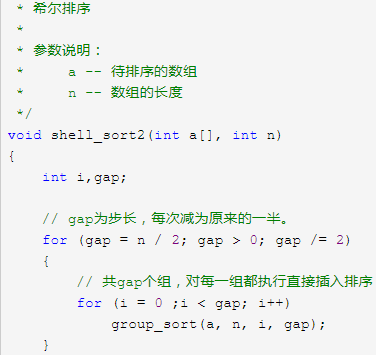 * 希尔排序
*
* 参数说明：
*     a -- 待排序的数组
*     n -- 数组的长度
*/
void shell_sort2(int a[], int n)
{
    int i,gap;
    // gap为步长，每次减为原来的一半。
    for (gap = n / 2; gap > 0; gap /= 2)
    {
        // 共gap个组，对每一组都执行直接插入排序
        for (i = 0 ;i < gap; i++)
            group_sort(a, n, i, gap);
    }